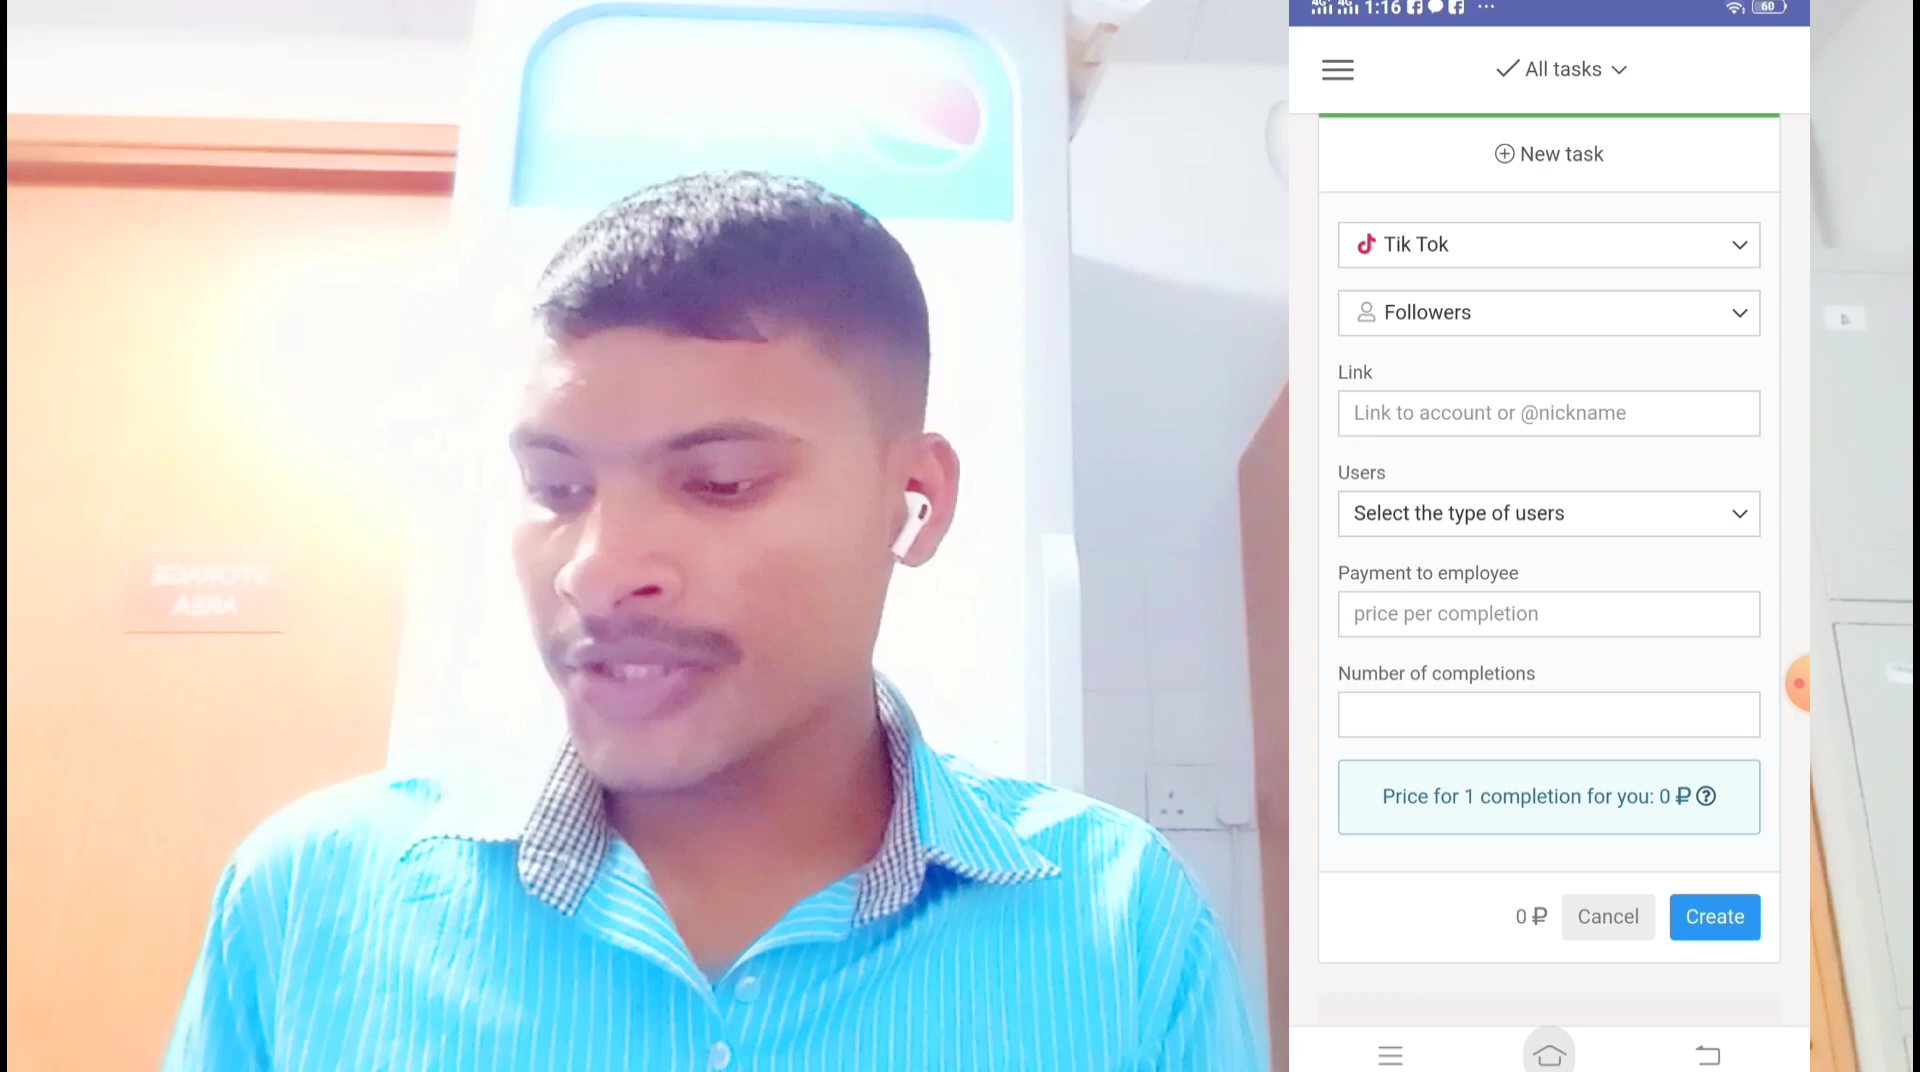 1:16
60
All tasks
New task
Tik Tok
Followers
Link
Link to account or @nickname
Users
Select the type of users
Payment to employee
price per completion
Number of completions
Price for 1 completion for you: 0 ₽
0 ₽
Cancel
Create
STORAGE
AREA